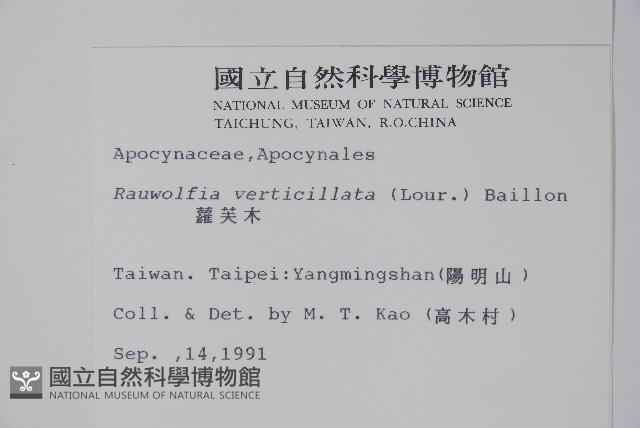 國立自然科學博物館
NATIONAL MUSEUM OF NATURAL SCIENCE
TAICHUNG, TAIWAN, R.O.CHINA
Apocynaceae,Apocynales
Rauwolfia verticillata (Lour.) Baillon
蘿芙木
Taiwan. Taipei:Yangmingshan(陽明山)
Coll. & Det. by M. T. Kao (高木村)
Sep. ,14,1991
國立自然科學博物館
NATIONAL MUSEUM OF NATURAL SCIENCE